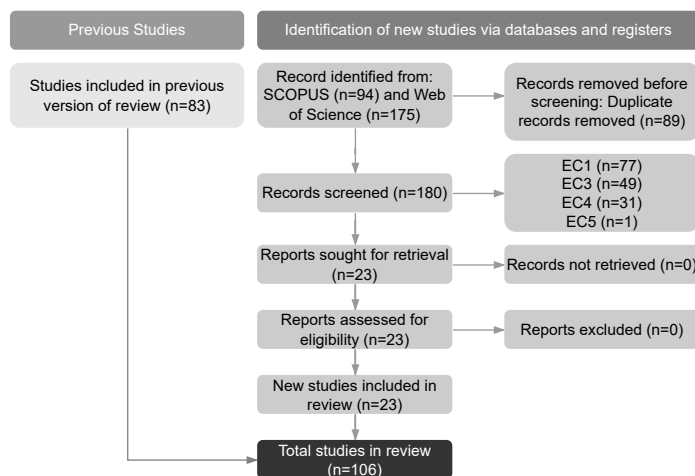 Previous Studies
Identification of new studies via databases and registers
Studies included in previous
version of review (n=83)
Record identified from:
SCOPUS (n=94) and Web
of Science (n=175)
Records removed before
screening: Duplicate
records removed (n=89)
Records screened (n=180)
EC1 (n=77)
EC3 (n=49)
EC4 (n=31)
EC5 (n=1)
Reports sought for retrieval
(n=23)
Records not retrieved (n=0)
Reports assessed for
eligibility (n=23)
Reports excluded (n=0)
New studies included in
review (n=23)
Total studies in review
(n=106)